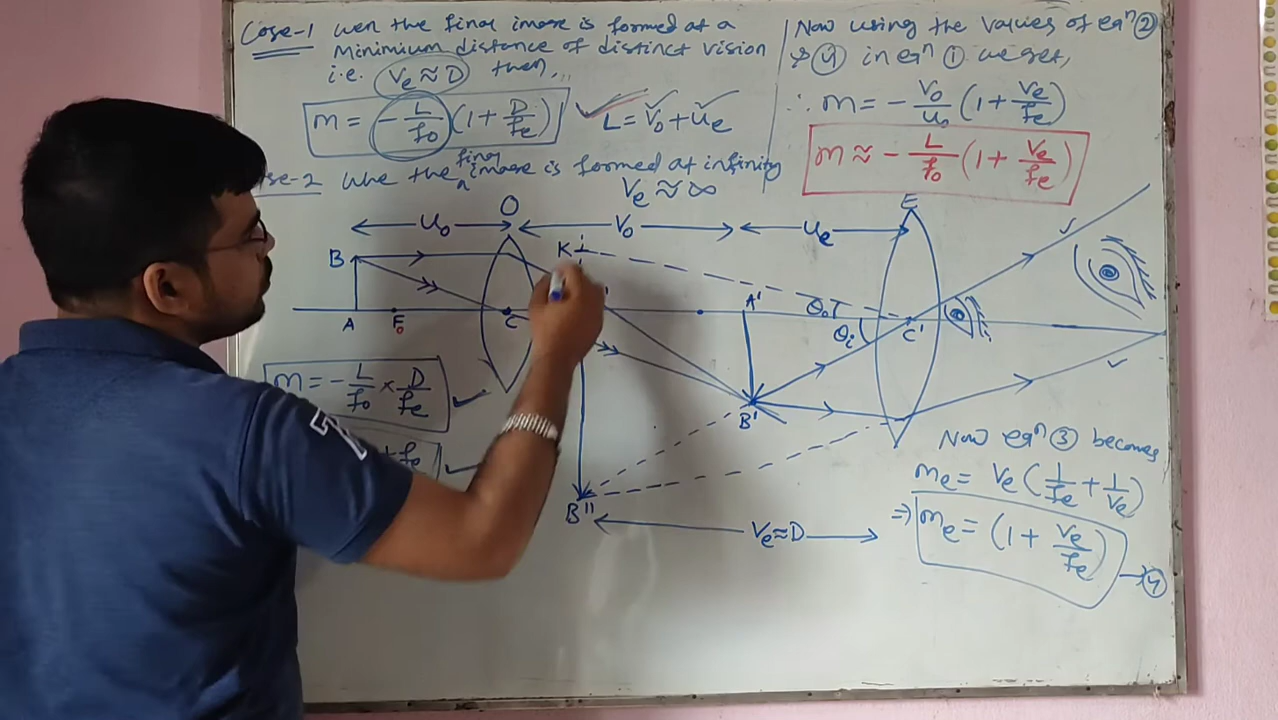 Case-1 wen the final image is formed at a
Minimium distance of distinct vision
i.e. Ve ≈ D then,
m = -L/fo (1 + D/fe) L = Vo + ue
final
-2 Whe the ∧ image is formed at infinity
Ve ≈ ∞
Now using the values of eqⁿ ②
& ④ in eqⁿ ① we get,
∴ m = - Vo/uo (1 + Ve/fe)
m ≈ - L/fo (1 + Ve/fe)
O
E
uo
Vo
ue
B
K
A
Fo
C
A'
θo
θi
C'
m = - L/fo × D/fe
+ fo
B'
B''
Ve ≈ D
Now eqⁿ ③ becomes
me = Ve (1/fe + 1/Ve)
⇒ me = (1 + Ve/fe) → ④